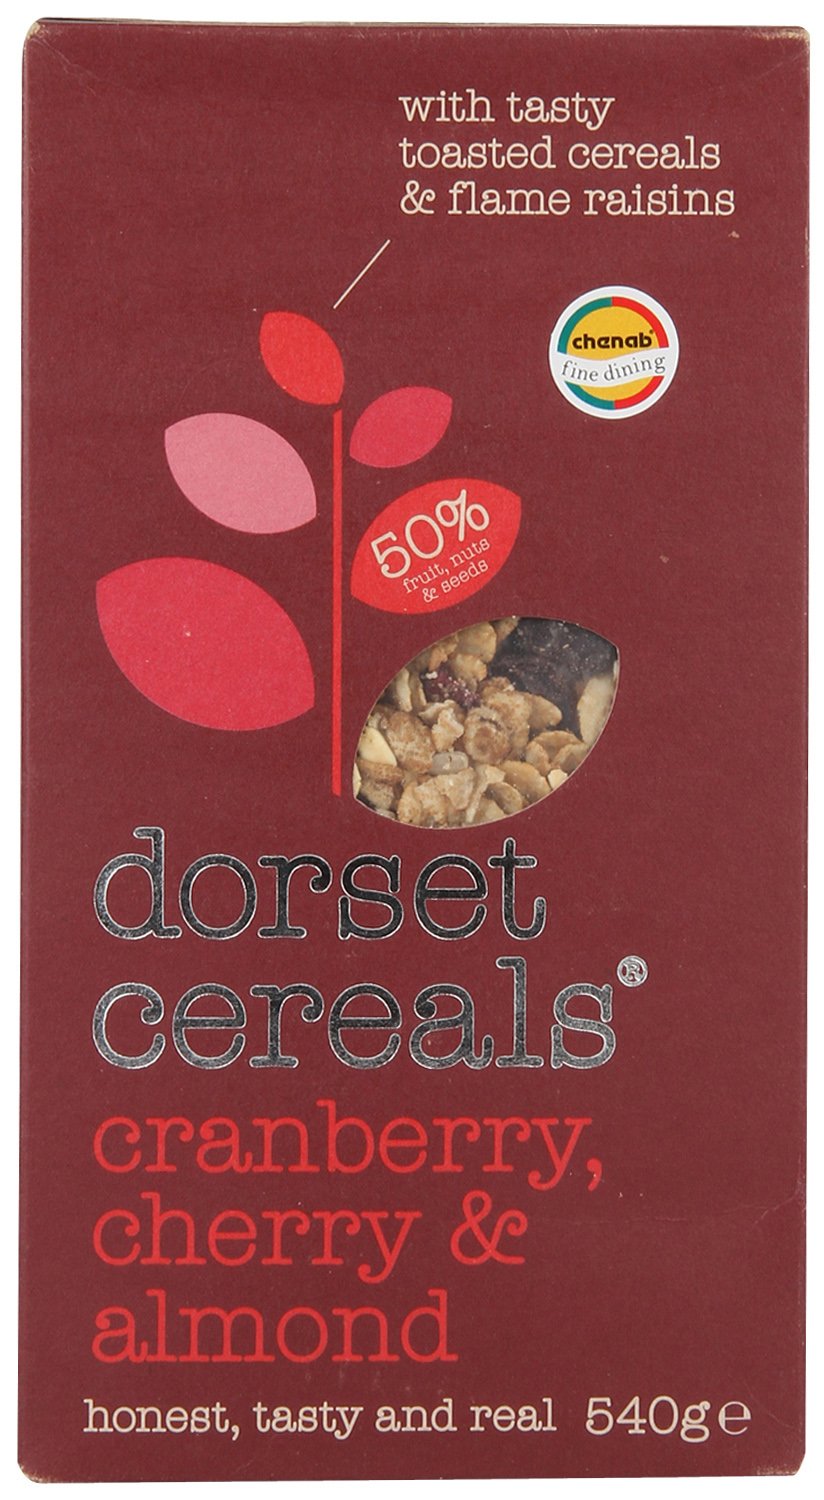 with tasty
toasted cereals
& flame raisins
chenab®
fine dining
50%
fruit, nuts
& seeds
dorset
cereals®
cranberry,
cherry &
almond
honest, tasty and real 540g℮